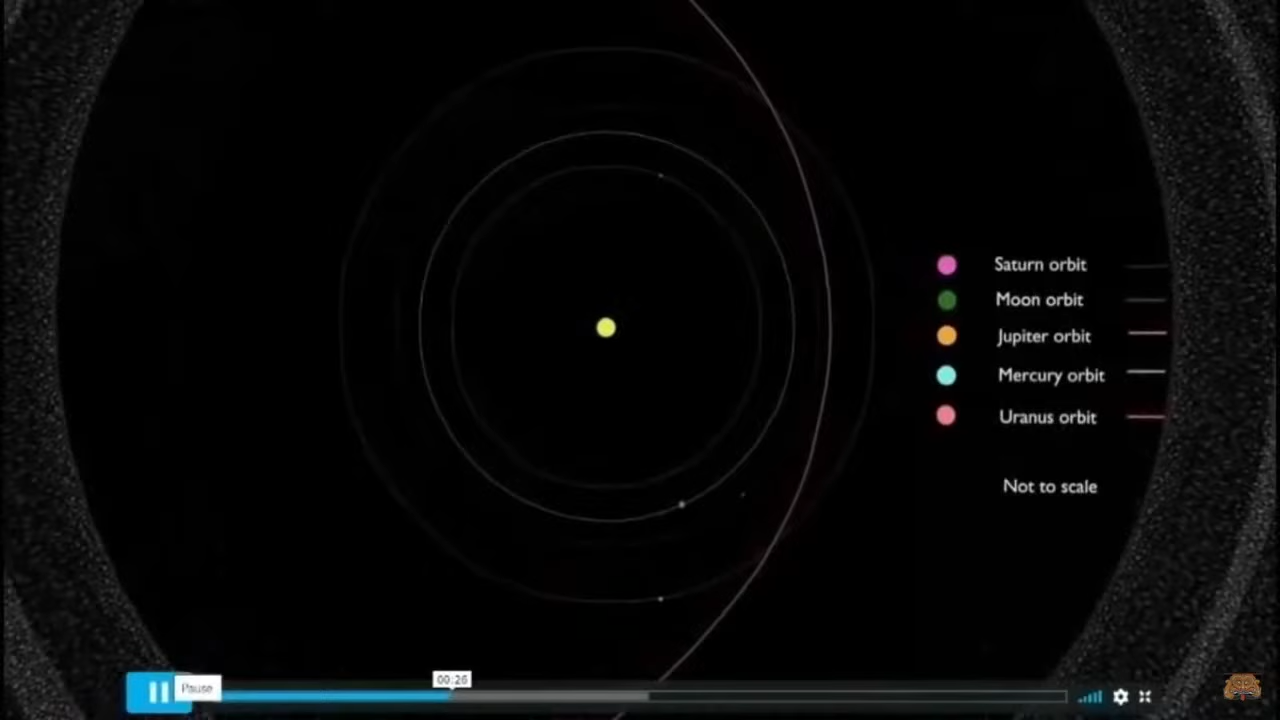 Saturn orbit
Moon orbit
Jupiter orbit
Mercury orbit
Uranus orbit
Not to scale
00:26
Pause